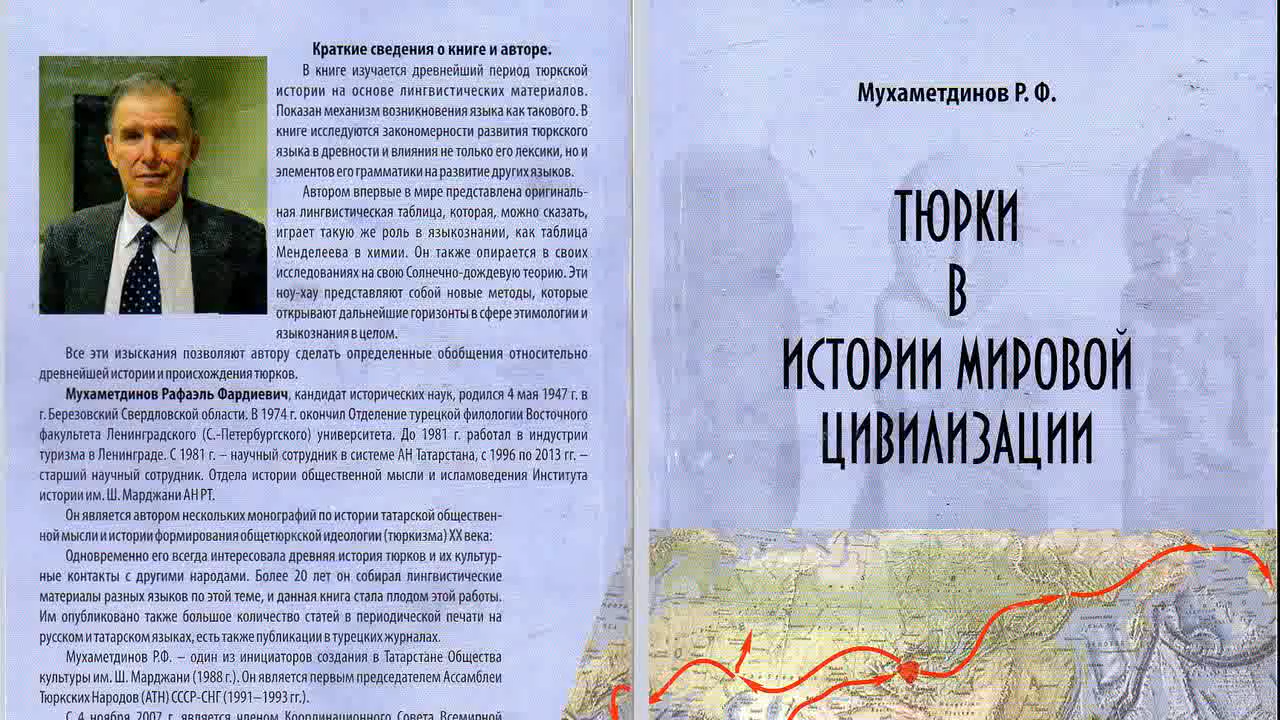 Краткие сведения о книге и авторе.
В книге изучается древнейший период тюркской
истории на основе лингвистических материалов.
Показан механизм возникновения языка как такового. В
книге исследуются закономерности развития тюркского
языка в древности и влияния не только его лексики, но и
элементов его грамматики на развитие других языков.
Автором впервые в мире представлена оригиналь-
ная лингвистическая таблица, которая, можно сказать,
играет такую же роль в языкознании, как таблица
Менделеева в химии. Он также опирается в своих
исследованиях на свою Солнечно-дождевую теорию. Эти
ноу-хау представляют собой новые методы, которые
открывают дальнейшие горизонты в сфере этимологии и
языкознания в целом.
Все эти изыскания позволяют автору сделать определенные обобщения относительно
древнейшей истории и происхождения тюрков.
Мухаметдинов Рафаэль Фардиевич, кандидат исторических наук, родился 4 мая 1947 г. в
г. Березовский Свердловской области. В 1974 г. окончил Отделение турецкой филологии Восточного
факультета Ленинградского (С.-Петербургского) университета. До 1981 г. работал в индустрии
туризма в Ленинграде. С 1981 г. – научный сотрудник в системе АН Татарстана, с 1996 по 2013 гг. –
старший научный сотрудник. Отдела истории общественной мысли и исламоведения Института
истории им. Ш. Марджани АН РТ.
Он является автором нескольких монографий по истории татарской обществен-
ной мысли и истории формирования общетюркской идеологии (тюркизма) XX века:
Одновременно его всегда интересовала древняя история тюрков и их культур-
ные контакты с другими народами. Более 20 лет он собирал лингвистические
материалы разных языков по этой теме, и данная книга стала плодом этой работы.
Им опубликовано также большое количество статей в периодической печати на
русском и татарском языках, есть также публикации в турецких журналах.
Мухаметдинов Р.Ф. – один из инициаторов создания в Татарстане Общества
культуры им. Ш. Марджани (1988 г.). Он является первым председателем Ассамблеи
Тюркских Народов (АТН) СССР-СНГ (1991–1993 гг.).
С 4 ноября 2007 г. является членом Координационного Совета Всемирной
Мухаметдинов Р. Ф.
ТЮРКИ
В
ИСТОРИИ МИРОВОЙ
ЦИВИЛИЗАЦИИ